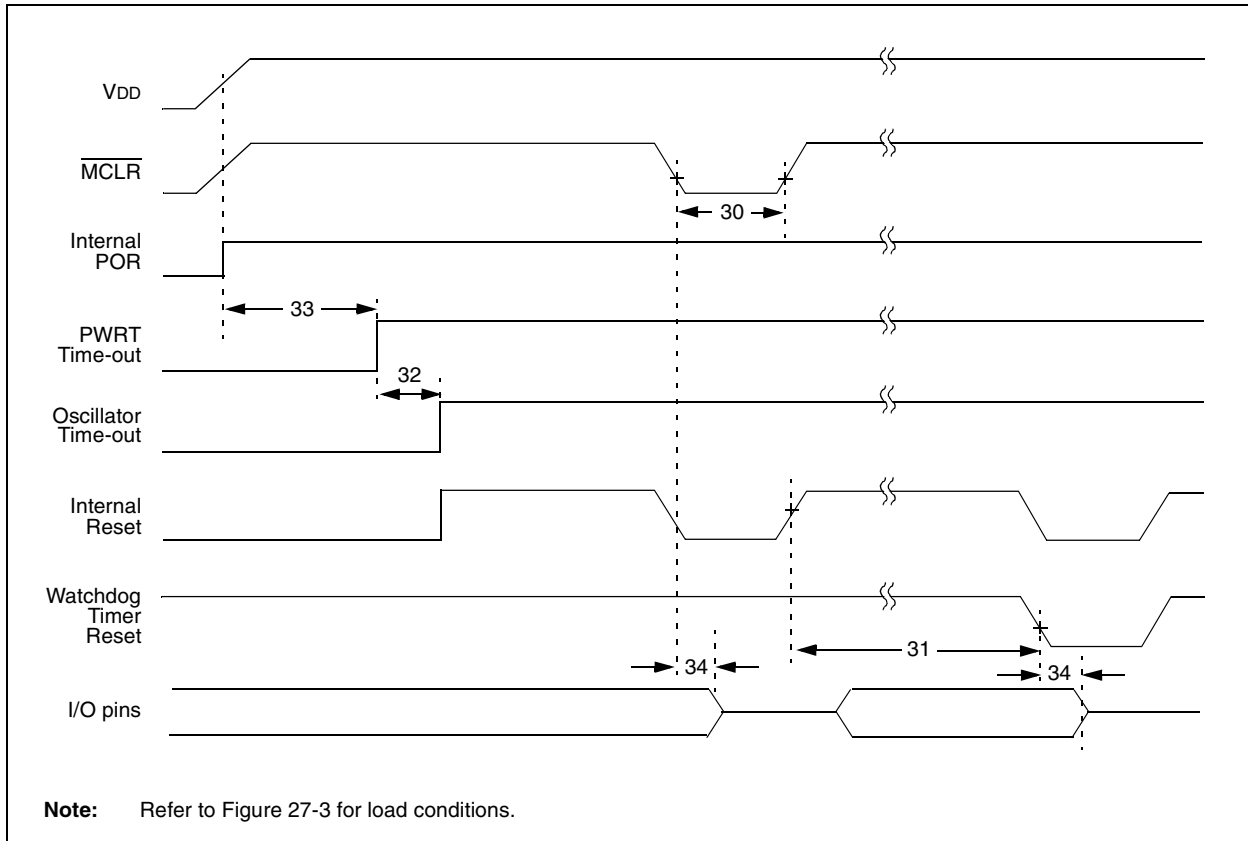 VDD
MCLR
30
Internal
POR
33
PWRT
Time-out
32
Oscillator
Time-out
Internal
Reset
Watchdog
Timer
Reset
31
34
34
I/O pins
Note: Refer to Figure 27-3 for load conditions.